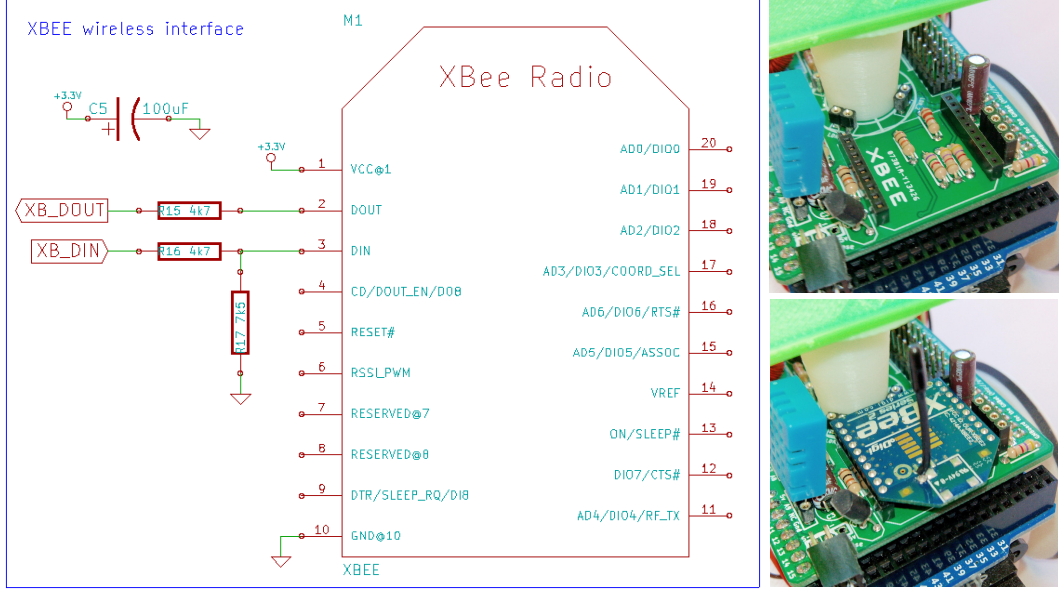 XBEE wireless interface
M1
XBee Radio
+3.3V
C5
100uF
+3.3V
1
VCC@1
XB_DOUT
R15 4k7
2
DOUT
XB_DIN
R16 4k7
3
DIN
R17 7k5
4
CD/DOUT_EN/DO8
5
RESET#
6
RSSI_PWM
7
RESERVED@7
8
RESERVED@8
9
DTR/SLEEP_RQ/DI8
10
GND@10
AD0/DIO0
20
AD1/DIO1
19
AD2/DIO2
18
AD3/DIO3/COORD_SEL
17
AD6/DIO6/RTS#
16
AD5/DIO5/ASSOC
15
VREF
14
ON/SLEEP#
13
DIO7/CTS#
12
AD4/DIO4/RF_TX
11
XBEE
XBEE
XBee
Series 2
Digi